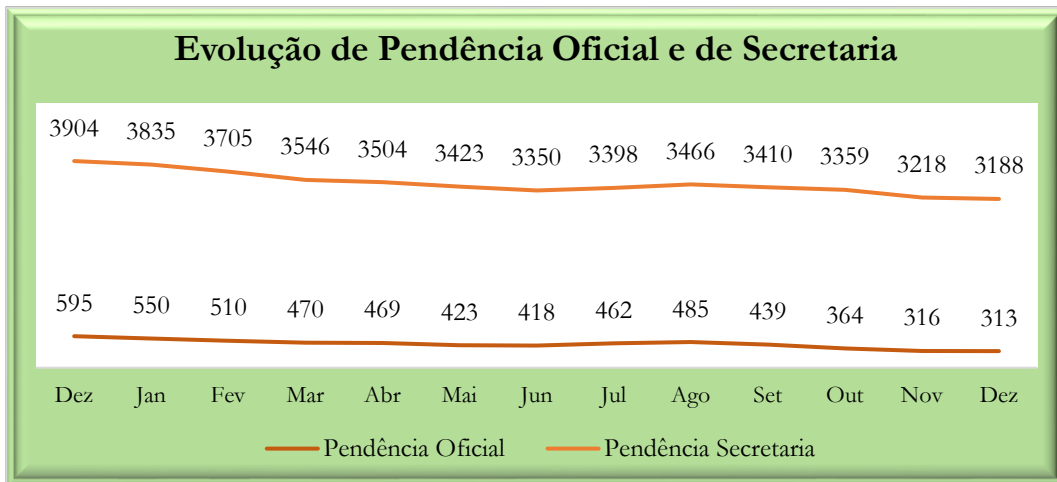 Evolução de Pendência Oficial e de Secretaria
3904 3835 3705 3546 3504 3423 3350 3398 3466 3410 3359 3218 3188
595 550 510 470 469 423 418 462 485 439 364 316 313
Dez Jan Fev Mar Abr Mai Jun Jul Ago Set Out Nov Dez
Pendência Oficial Pendência Secretaria